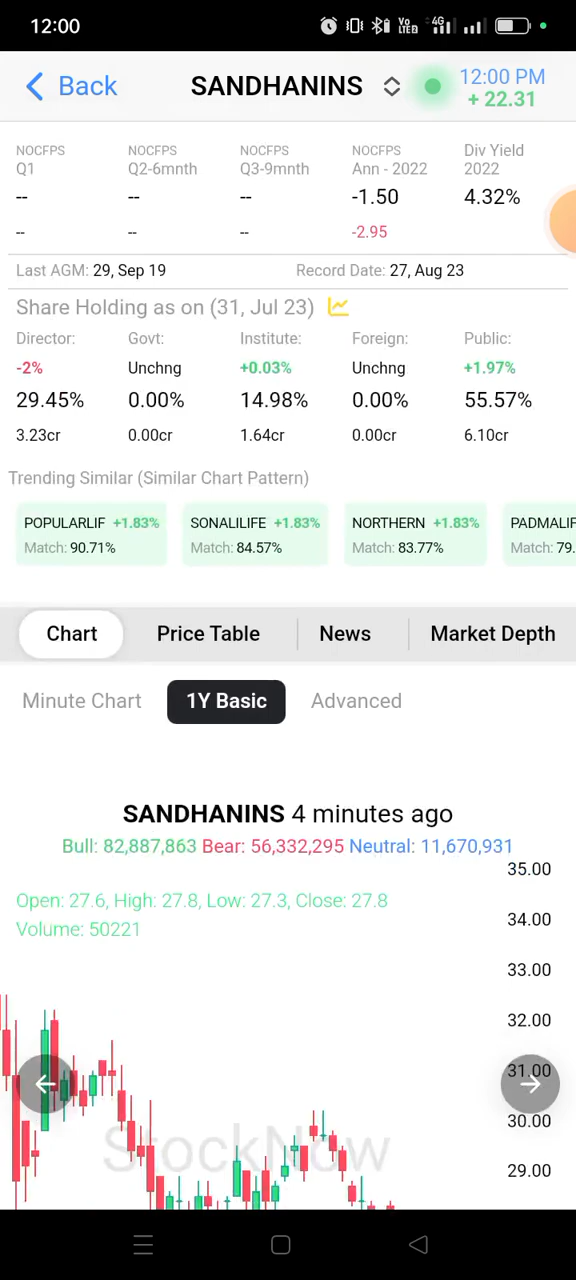 12:00
Vo LTE 2 4G
Back SANDHANINS 12:00 PM
+ 22.31
NOCFPS NOCFPS NOCFPS NOCFPS Div Yield
Q1 Q2-6mnth Q3-9mnth Ann - 2022 2022
-- -- -- -1.50 4.32%
-- -- -- -2.95
Last AGM: 29, Sep 19 Record Date: 27, Aug 23
Share Holding as on (31, Jul 23)
Director: Govt: Institute: Foreign: Public:
-2% Unchng +0.03% Unchng +1.97%
29.45% 0.00% 14.98% 0.00% 55.57%
3.23cr 0.00cr 1.64cr 0.00cr 6.10cr
Trending Similar (Similar Chart Pattern)
POPULARLIF +1.83% SONALILIFE +1.83% NORTHERN +1.83% PADMALIF
Match: 90.71% Match: 84.57% Match: 83.77% Match: 79.
Chart Price Table News Market Depth
Minute Chart 1Y Basic Advanced
SANDHANINS 4 minutes ago
Bull: 82,887,863 Bear: 56,332,295 Neutral: 11,670,931
35.00
Open: 27.6, High: 27.8, Low: 27.3, Close: 27.8
34.00
Volume: 50221
33.00
32.00
31.00
30.00
StockNow
29.00